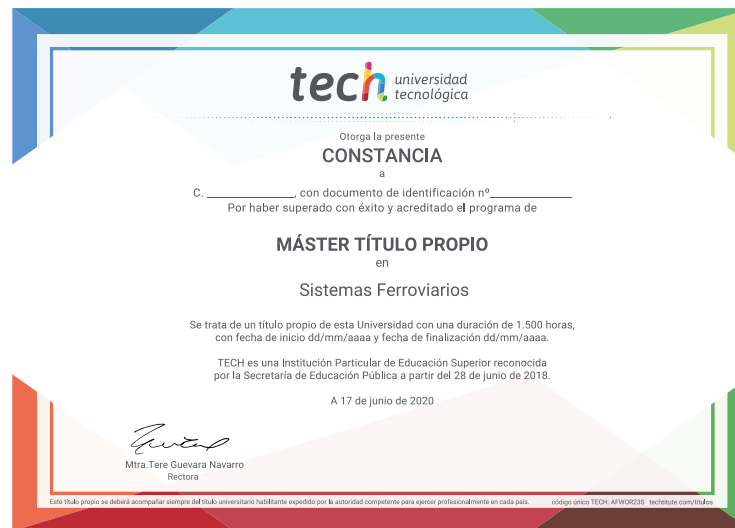 tech universidad
tecnológica
Otorga la presente
CONSTANCIA
a
C. ______________, con documento de identificación nº______________
Por haber superado con éxito y acreditado el programa de
MÁSTER TÍTULO PROPIO
en
Sistemas Ferroviarios
Se trata de un título propio de esta Universidad con una duración de 1.500 horas,
con fecha de inicio dd/mm/aaaa y fecha de finalización dd/mm/aaaa.
TECH es una Institución Particular de Educación Superior reconocida
por la Secretaría de Educación Pública a partir del 28 de junio de 2018.
A 17 de junio de 2020
Mtra.Tere Guevara Navarro
Rectora
Este título propio se deberá acompañar siempre del título universitario habilitante expedido por la autoridad competente para ejercer profesionalmente en cada país. código único TECH: AFWOR23S techtitute.com/titulos